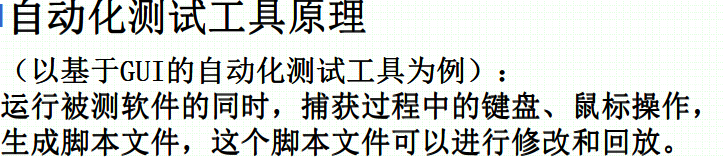 自动化测试工具原理
（以基于GUI的自动化测试工具为例）：
运行被测软件的同时，捕获过程中的键盘、鼠标操作，
生成脚本文件，这个脚本文件可以进行修改和回放。